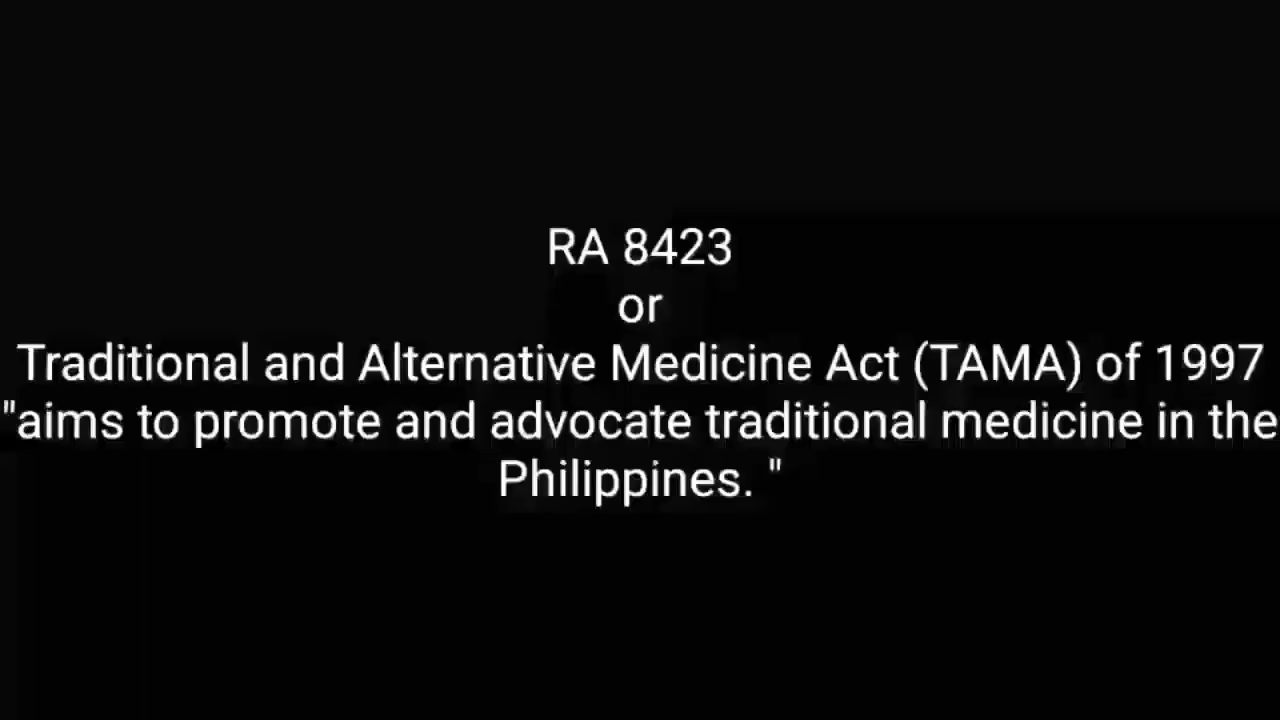 RA 8423
or
Traditional and Alternative Medicine Act (TAMA) of 1997
"aims to promote and advocate traditional medicine in the
Philippines. "